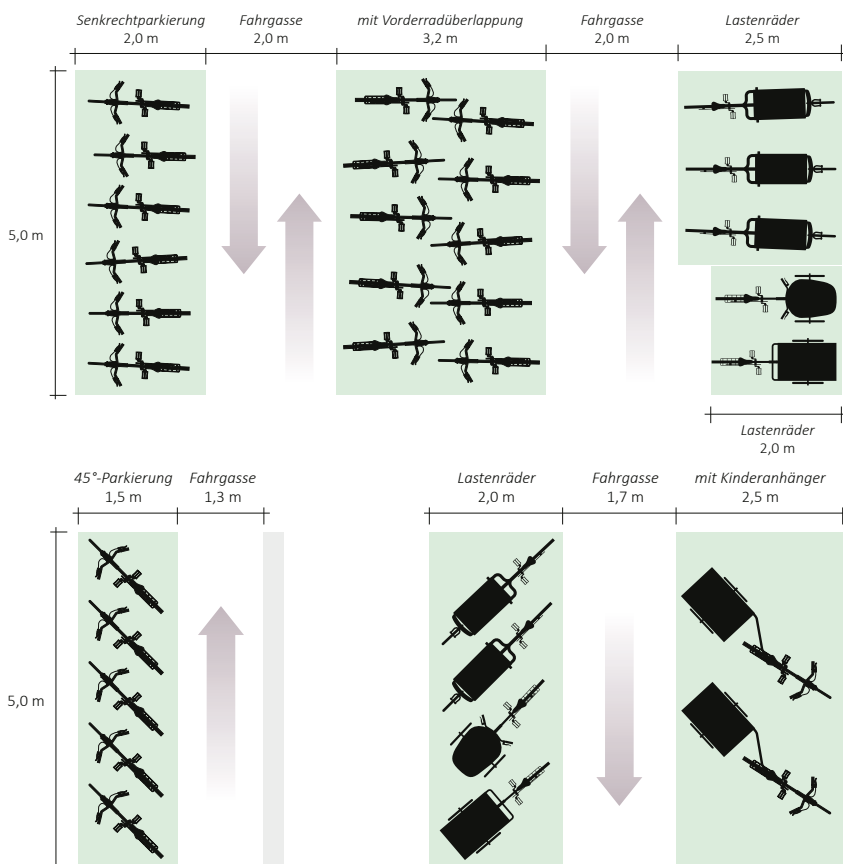 Senkrechtparkierung
2,0 m
Fahrgasse
2,0 m
mit Vorderradüberlappung
3,2 m
Fahrgasse
2,0 m
Lastenräder
2,5 m
5,0 m
Lastenräder
2,0 m
45°-Parkierung
1,5 m
Fahrgasse
1,3 m
Lastenräder
2,0 m
Fahrgasse
1,7 m
mit Kinderanhänger
2,5 m
5,0 m